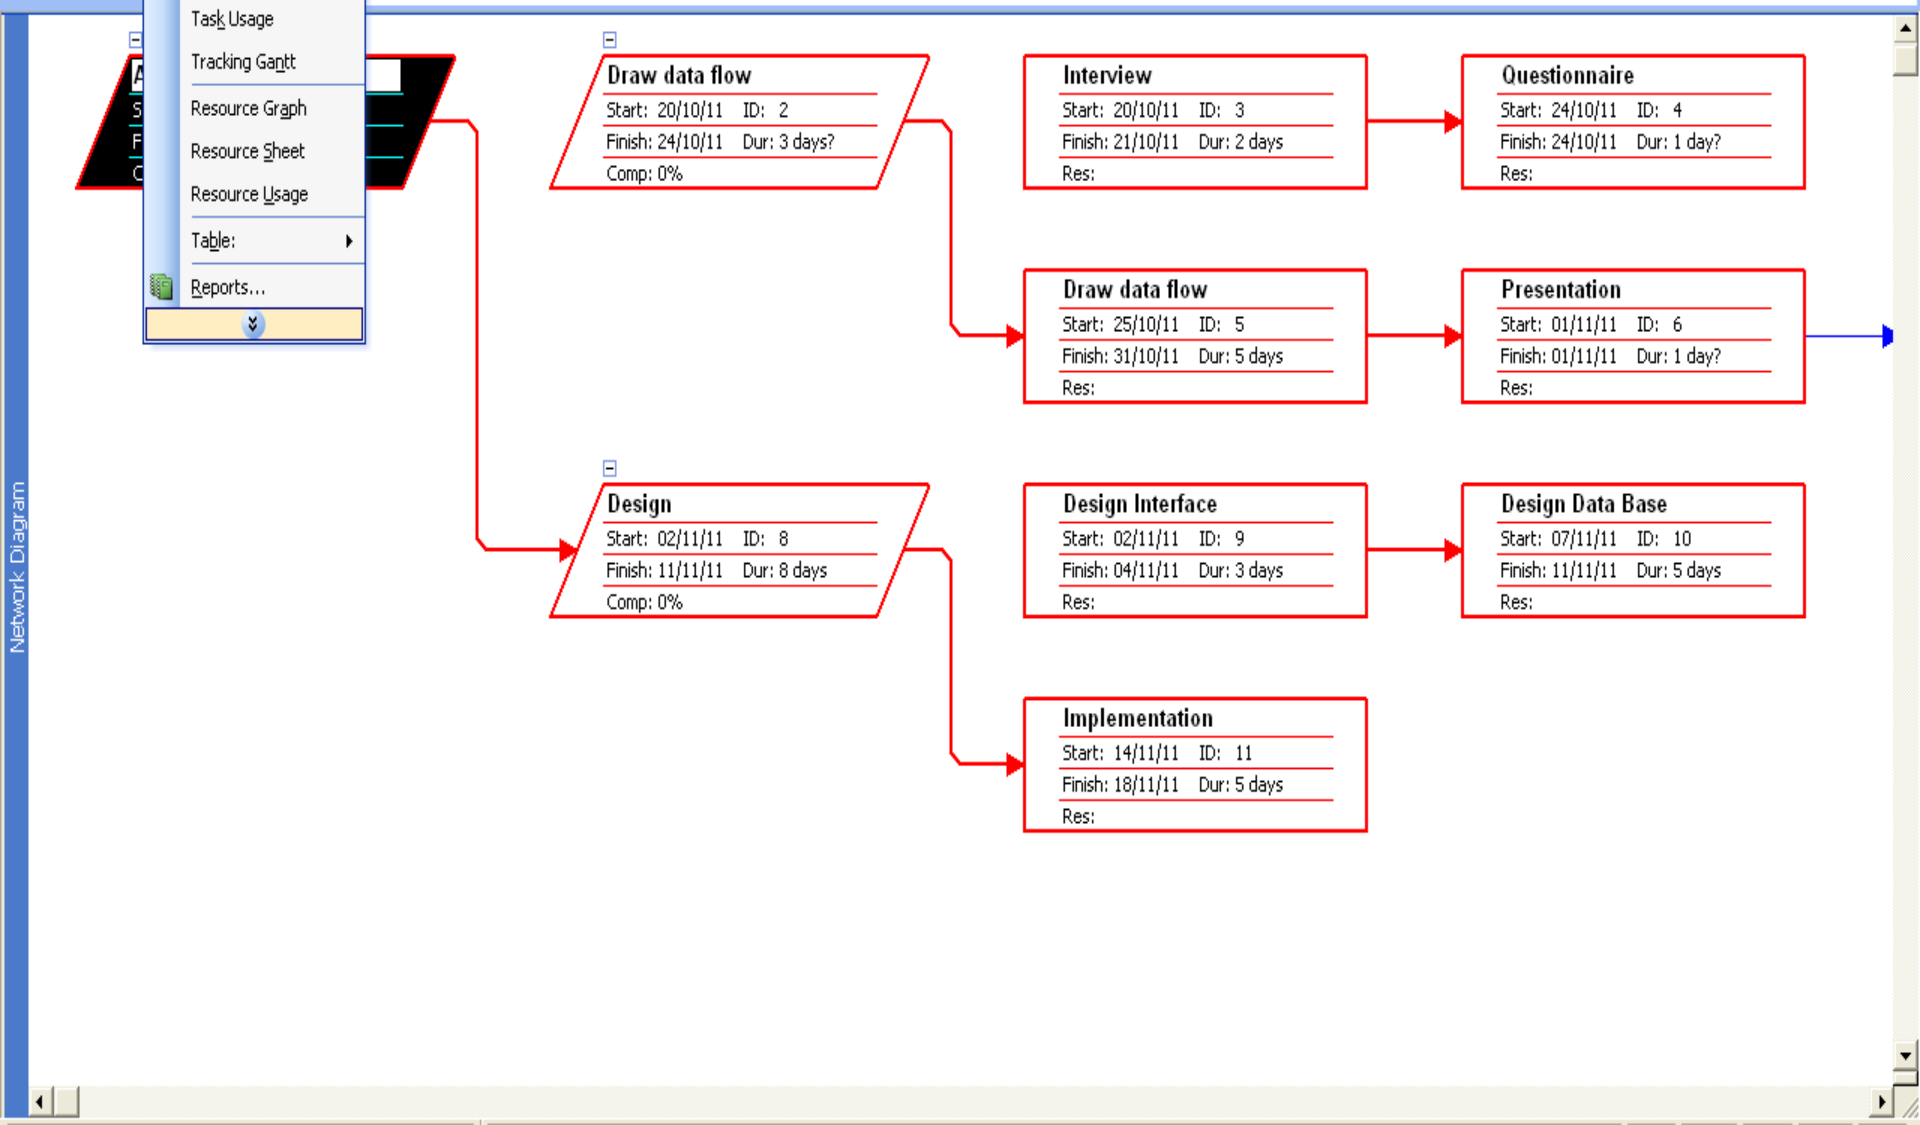 Task Usage
Tracking Gantt
Resource Graph
Resource Sheet
Resource Usage
Table:
Reports...
Network Diagram
Draw data flow
Start: 20/10/11 ID: 2
Finish: 24/10/11 Dur: 3 days?
Comp: 0%
Interview
Start: 20/10/11 ID: 3
Finish: 21/10/11 Dur: 2 days
Res:
Questionnaire
Start: 24/10/11 ID: 4
Finish: 24/10/11 Dur: 1 day?
Res:
Draw data flow
Start: 25/10/11 ID: 5
Finish: 31/10/11 Dur: 5 days
Res:
Presentation
Start: 01/11/11 ID: 6
Finish: 01/11/11 Dur: 1 day?
Res:
Design
Start: 02/11/11 ID: 8
Finish: 11/11/11 Dur: 8 days
Comp: 0%
Design Interface
Start: 02/11/11 ID: 9
Finish: 04/11/11 Dur: 3 days
Res:
Design Data Base
Start: 07/11/11 ID: 10
Finish: 11/11/11 Dur: 5 days
Res:
Implementation
Start: 14/11/11 ID: 11
Finish: 18/11/11 Dur: 5 days
Res: